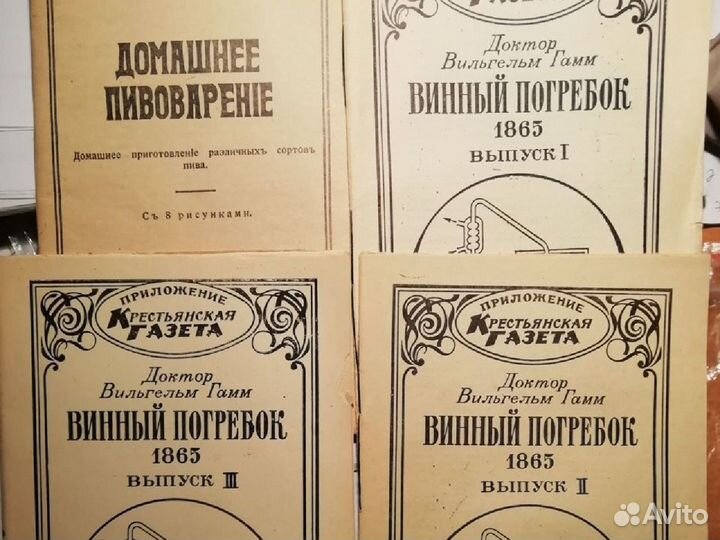 ДОМАШНЕЕ
ПИВОВАРЕНІЕ
Домашнее приготовленіе различныхъ сортовъ
пива.
Съ 8 рисунками.
ГАЗЕТА
Доктор
Вильгельм Гамм
ВИННЫЙ ПОГРЕБОК
1865
ВЫПУСК I
ПРИЛОЖЕНИЕ
КРЕСТЬЯНСКАЯ
ГАЗЕТА
Доктор
Вильгельм Гамм
ВИННЫЙ ПОГРЕБОК
1865
ВЫПУСК III
ПРИЛОЖЕНИЕ
КРЕСТЬЯНСКАЯ
ГАЗЕТА
Доктор
Вильгельм Гамм
ВИННЫЙ ПОГРЕБОК
1865
ВЫПУСК II
Avito